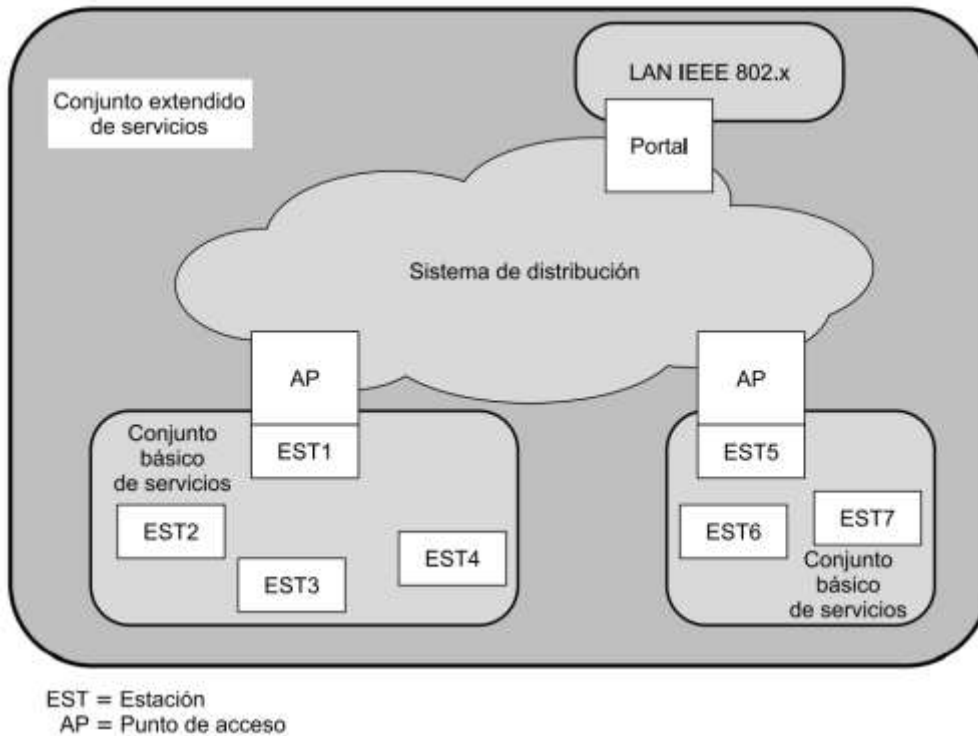 LAN IEEE 802.x
Conjunto extendido
de servicios
Portal
Sistema de distribución
AP
AP
Conjunto
básico
de servicios
EST1
EST5
EST2
EST3
EST4
EST6
EST7
Conjunto
básico
de servicios
EST = Estación
AP = Punto de acceso